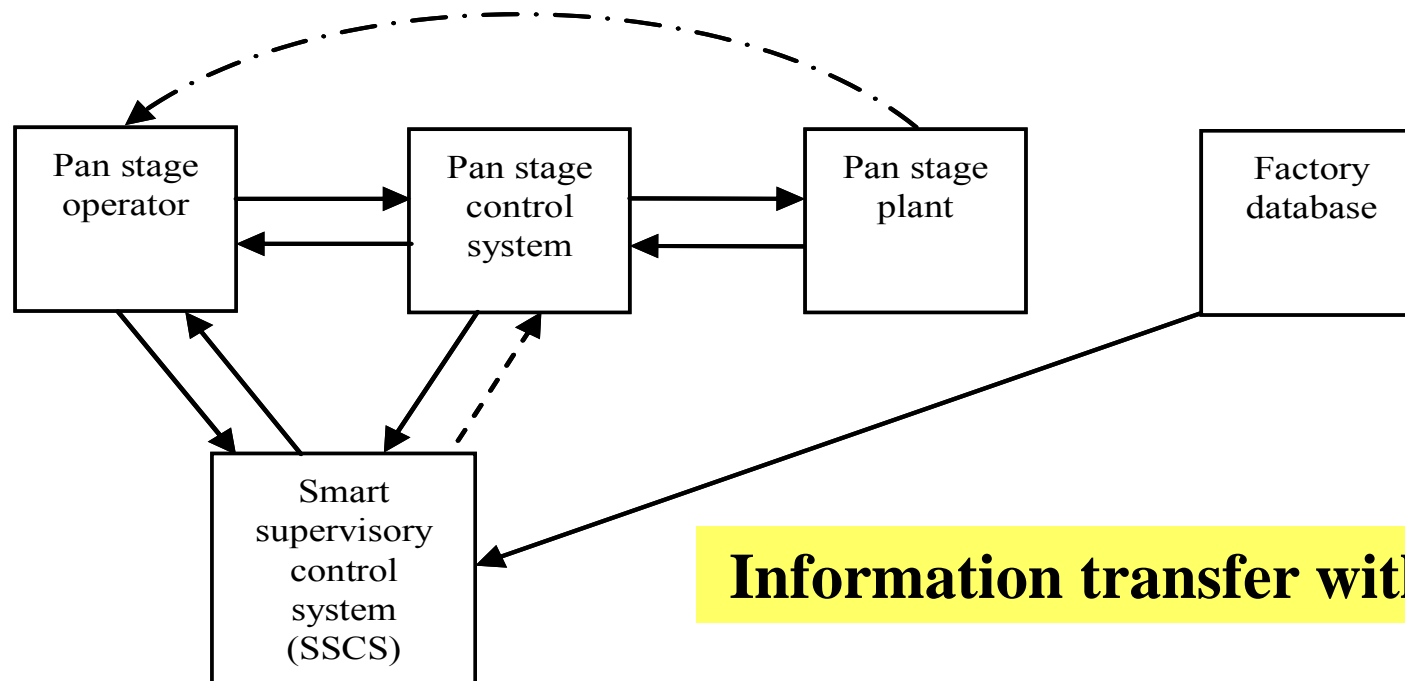 Pan stage
operator
Pan stage
control
system
Pan stage
plant
Factory
database
Smart
supervisory
control
system
(SSCS)
Information transfer